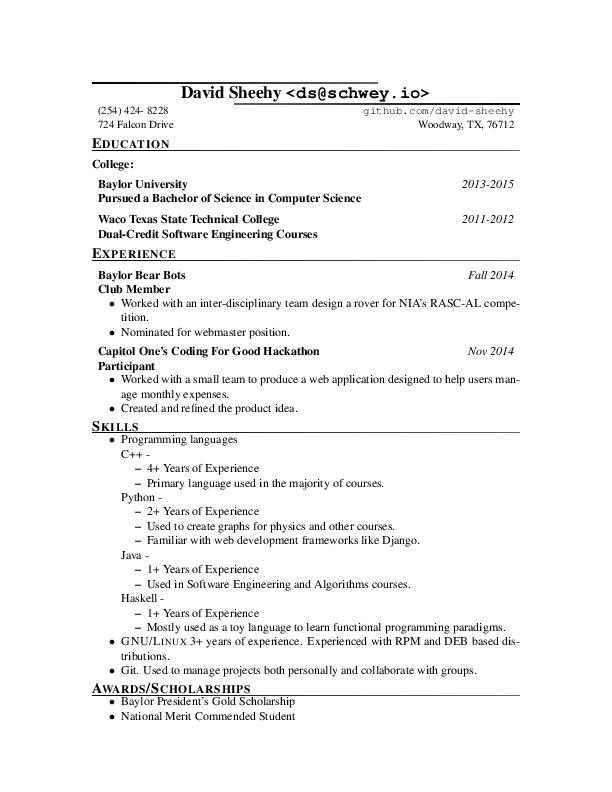 David Sheehy <ds@schwey.io>
(254) 424- 8228 github.com/david-sheehy
724 Falcon Drive Woodway, TX, 76712
EDUCATION
College:
Baylor University 2013-2015
Pursued a Bachelor of Science in Computer Science
Waco Texas State Technical College 2011-2012
Dual-Credit Software Engineering Courses
EXPERIENCE
Baylor Bear Bots Fall 2014
Club Member
• Worked with an inter-disciplinary team design a rover for NIA's RASC-AL compe-
tition.
• Nominated for webmaster position.
Capitol One's Coding For Good Hackathon Nov 2014
Participant
• Worked with a small team to produce a web application designed to help users man-
age monthly expenses.
• Created and refined the product idea.
SKILLS
• Programming languages
C++ -
– 4+ Years of Experience
– Primary language used in the majority of courses.
Python -
– 2+ Years of Experience
– Used to create graphs for physics and other courses.
– Familiar with web development frameworks like Django.
Java -
– 1+ Years of Experience
– Used in Software Engineering and Algorithms courses.
Haskell -
– 1+ Years of Experience
– Mostly used as a toy language to learn functional programming paradigms.
• GNU/LINUX 3+ years of experience. Experienced with RPM and DEB based dis-
tributions.
• Git. Used to manage projects both personally and collaborate with groups.
AWARDS/SCHOLARSHIPS
• Baylor President's Gold Scholarship
• National Merit Commended Student